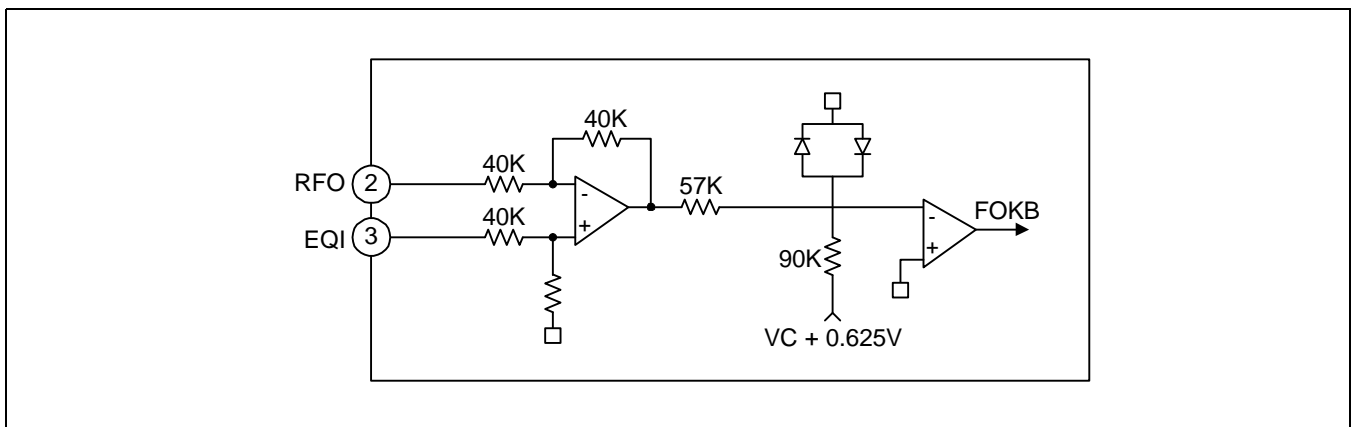 40K
40K
RFO 2
57K
FOKB
-
-
40K
+
EQI 3
+
90K
VC + 0.625V